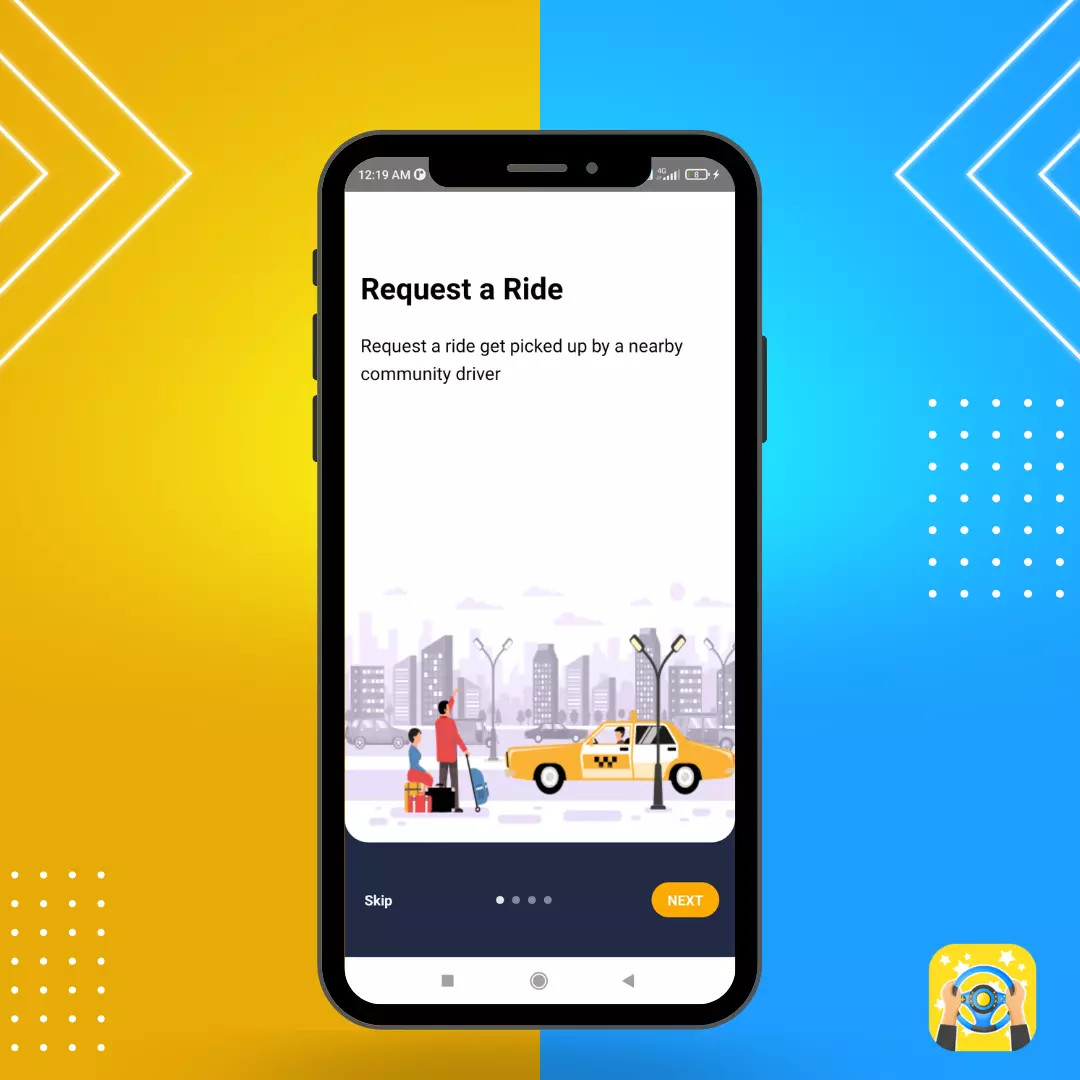 12:19 AM
4G
8
Request a Ride
Request a ride get picked up by a nearby
community driver
Skip
NEXT